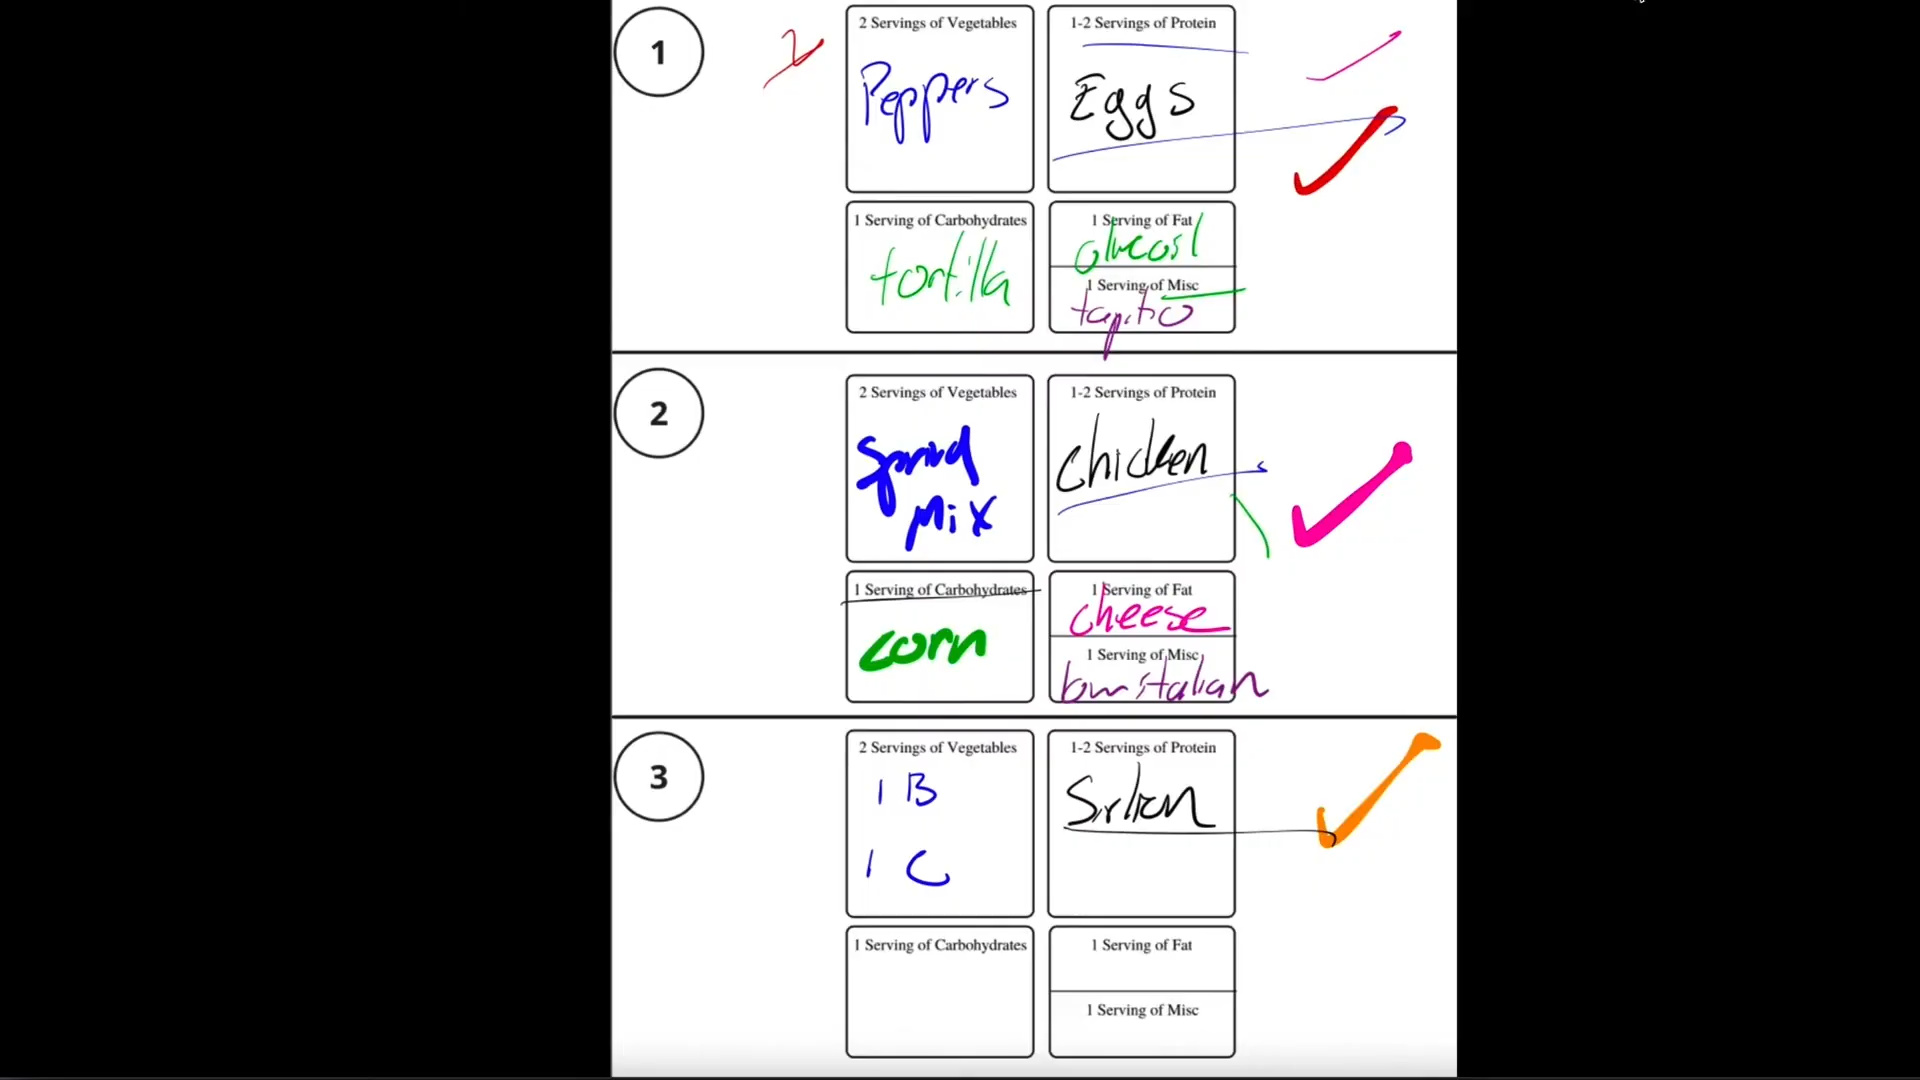 1
2
2 Servings of Vegetables
Peppers
1-2 Servings of Protein
Eggs
1 Serving of Carbohydrates
tortilla
1 Serving of Fat
1 Serving of Misc
2
2 Servings of Vegetables
Mix
1-2 Servings of Protein
chicken
1 Serving of Carbohydrates
corn
1 Serving of Fat
cheese
1 Serving of Misc
italian
3
2 Servings of Vegetables
1 B
1 C
1-2 Servings of Protein
1 Serving of Carbohydrates
1 Serving of Fat
1 Serving of Misc